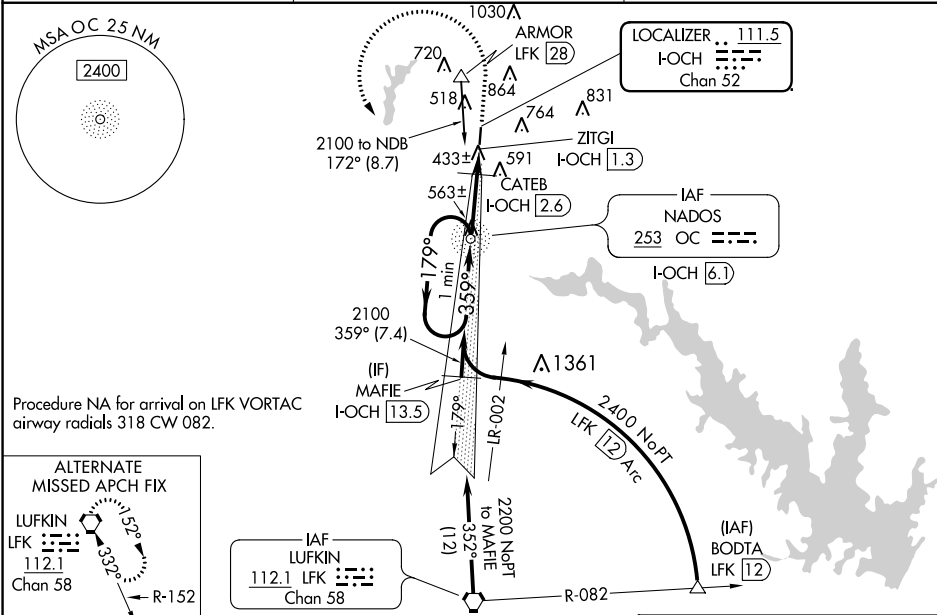 MSA OC 25 NM
2400
1030
ARMOR
LFK 28
720
864
518
LOCALIZER 111.5
I-OCH
Chan 52
831
764
2100 to NDB
172° (8.7)
433±
ZITGI
I-OCH 1.3
591
CATEB
I-OCH 2.6
563±
IAF
NADOS
253 OC
I-OCH 6.1
179°
1 min
359°
2100
359° (7.4)
(IF)
MAFIE
I-OCH 13.5
1361
179°
LR-002
2400 NoPT
LFK 12 Arc
Procedure NA for arrival on LFK VORTAC
airway radials 318 CW 082.
ALTERNATE
MISSED APCH FIX
LUFKIN
LFK
112.1
Chan 58
152°
332°
R-152
IAF
LUFKIN
112.1 LFK
Chan 58
2200 NoPT
to MAFIE
352°
(12)
R-082
(IAF)
BODTA
LFK 12